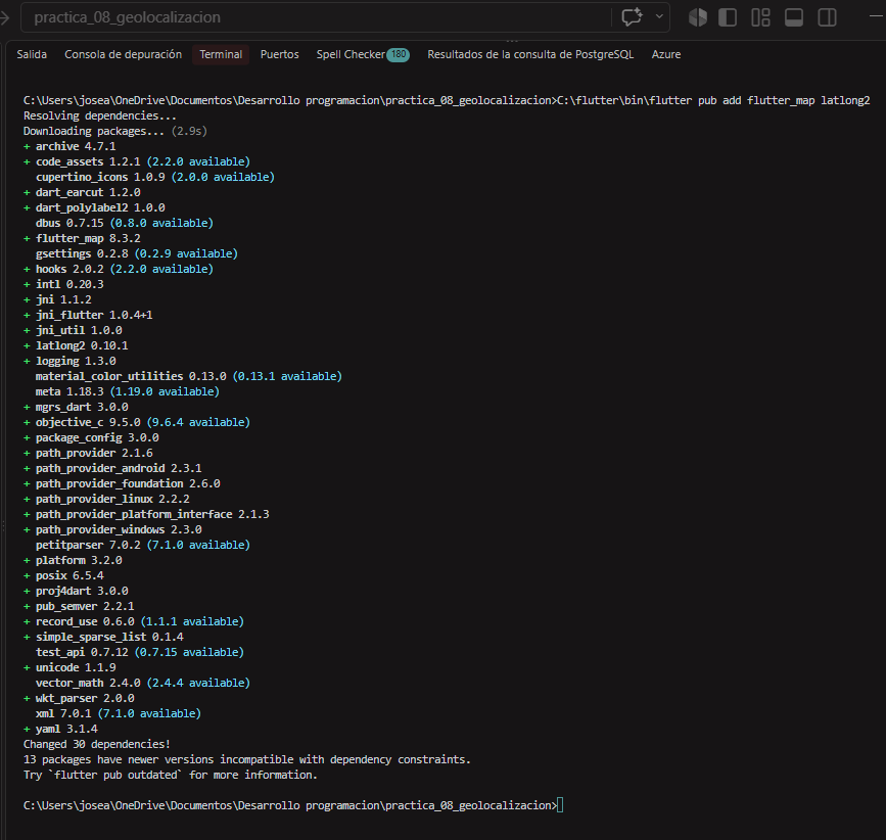 practica_08_geolocalizacion
Salida Consola de depuración Terminal Puertos Spell Checker 180 Resultados de la consulta de PostgreSQL Azure
C:\Users\josea\OneDrive\Documentos\Desarrollo programacion\practica_08_geolocalizacion>C:\flutter\bin\flutter pub add flutter_map latlong2
Resolving dependencies...
Downloading packages... (2.9s)
+ archive 4.7.1
+ code_assets 1.2.1 (2.2.0 available)
cupertino_icons 1.0.9 (2.0.0 available)
+ dart_earcut 1.2.0
+ dart_polylabel2 1.0.0
dbus 0.7.15 (0.8.0 available)
+ flutter_map 8.3.2
gsettings 0.2.8 (0.2.9 available)
+ hooks 2.0.2 (2.2.0 available)
+ intl 0.20.3
+ jni 1.1.2
+ jni_flutter 1.0.4+1
+ jni_util 1.0.0
+ latlong2 0.10.1
+ logging 1.3.0
material_color_utilities 0.13.0 (0.13.1 available)
meta 1.18.3 (1.19.0 available)
+ mgrs_dart 3.0.0
+ objective_c 9.5.0 (9.6.4 available)
+ package_config 3.0.0
+ path_provider 2.1.6
+ path_provider_android 2.3.1
+ path_provider_foundation 2.6.0
+ path_provider_linux 2.2.2
+ path_provider_platform_interface 2.1.3
+ path_provider_windows 2.3.0
petitparser 7.0.2 (7.1.0 available)
+ platform 3.2.0
+ posix 6.5.4
+ proj4dart 3.0.0
+ pub_semver 2.2.1
+ record_use 0.6.0 (1.1.1 available)
+ simple_sparse_list 0.1.4
test_api 0.7.12 (0.7.15 available)
+ unicode 1.1.9
vector_math 2.4.0 (2.4.4 available)
+ wkt_parser 2.0.0
xml 7.0.1 (7.1.0 available)
+ yaml 3.1.4
Changed 30 dependencies!
13 packages have newer versions incompatible with dependency constraints.
Try `flutter pub outdated` for more information.
C:\Users\josea\OneDrive\Documentos\Desarrollo programacion\practica_08_geolocalizacion>